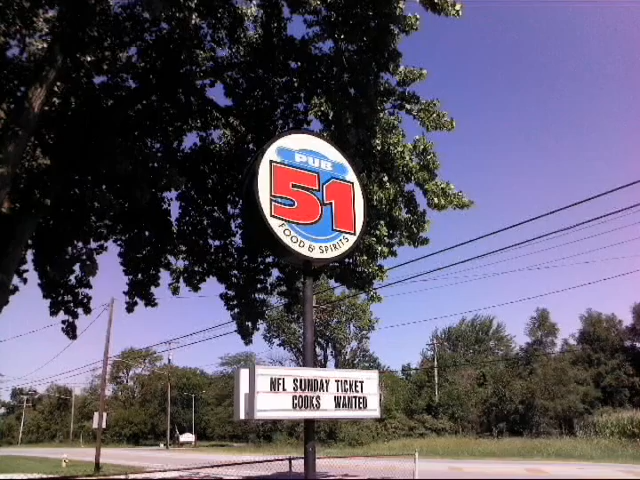 PUB
51
FOOD & SPIRITS
NFL SUNDAY TICKET
COOKS WANTED